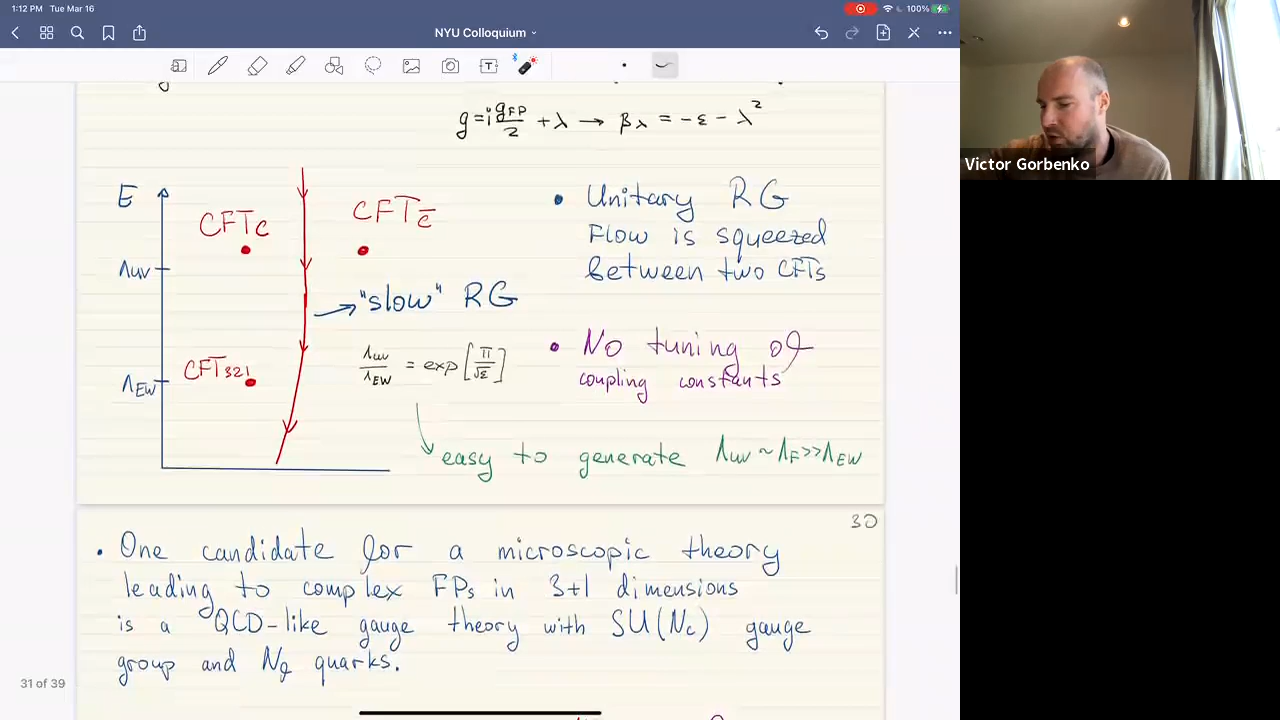 1:12 PM Tue Mar 16
100%
NYU Colloquium
T
g = i g_FP/2 + λ → β_λ = -ε - λ²
E
CFT_C
CFT_C̄
Λ_UV
"slow" RG
CFT_321
Λ_EW
Λ_UV/Λ_EW = exp[π/√ε]
• Unitary RG
Flow is squeezed
between two CFTs
• No tuning of
coupling constants
easy to generate Λ_UV ~ Λ_F >> Λ_EW
30
• One candidate for a microscopic theory
leading to complex FPs in 3+1 dimensions
is a QCD-like gauge theory with SU(N_c) gauge
group and N_f quarks.
31 of 39
Victor Gorbenko